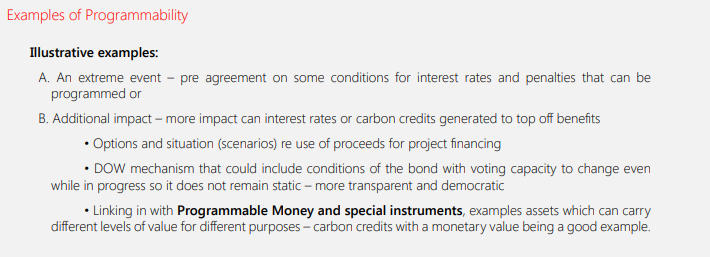 Examples of Programmability
Illustrative examples:
A. An extreme event – pre agreement on some conditions for interest rates and penalties that can be
programmed or
B. Additional impact – more impact can interest rates or carbon credits generated to top off benefits
• Options and situation (scenarios) re use of proceeds for project financing
• DOW mechanism that could include conditions of the bond with voting capacity to change even
while in progress so it does not remain static – more transparent and democratic
• Linking in with Programmable Money and special instruments, examples assets which can carry
different levels of value for different purposes – carbon credits with a monetary value being a good example.